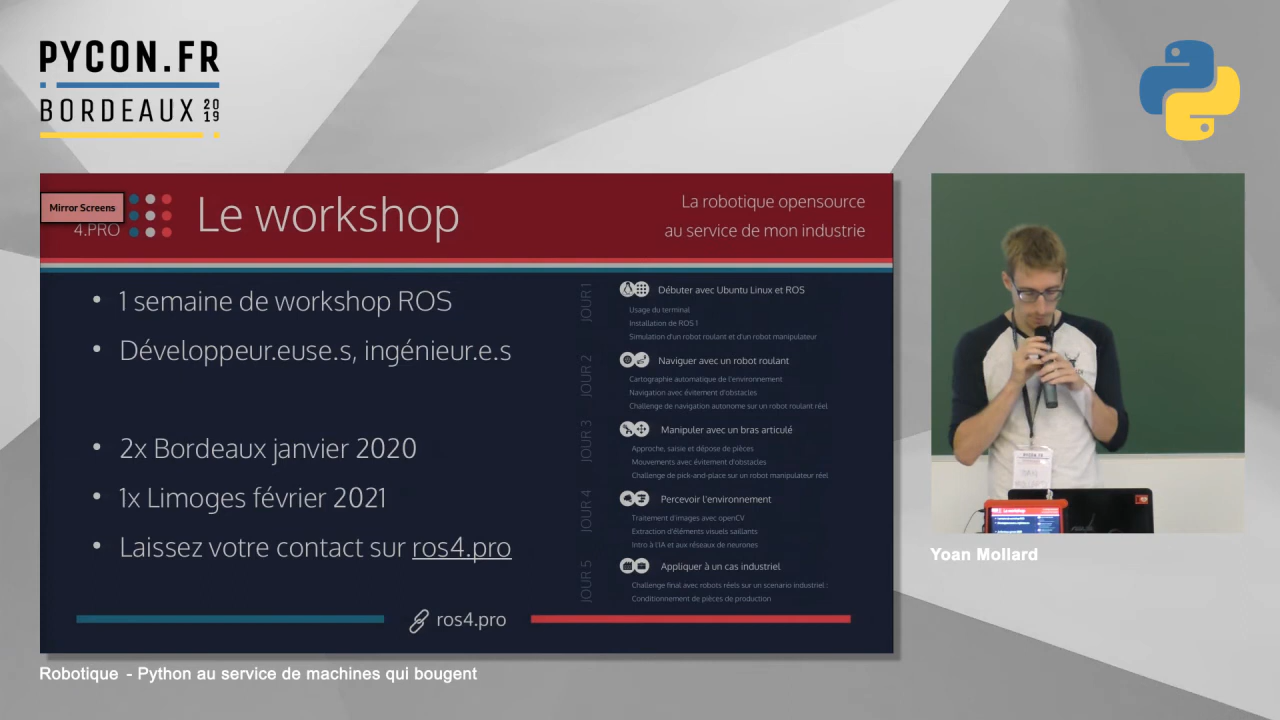 PYCON.FR
BORDEAUX 2019
Mirror Screens
4.PRO
Le workshop
La robotique opensource
au service de mon industrie
• 1 semaine de workshop ROS
• Développeur.euse.s, ingénieur.e.s
• 2x Bordeaux janvier 2020
• 1x Limoges février 2021
• Laissez votre contact sur ros4.pro
JOUR 1
Débuter avec Ubuntu Linux et ROS
Usage du terminal
Installation de ROS 1
Simulation d'un robot roulant et d'un robot manipulateur
JOUR 2
Naviguer avec un robot roulant
Cartographie automatique de l'environnement
Navigation avec évitement d'obstacles
Challenge de navigation autonome sur un robot roulant réel
JOUR 3
Manipuler avec un bras articulé
Approche, saisie et dépose de pièces
Mouvements avec évitement d'obstacles
Challenge de pick-and-place sur un robot manipulateur réel
JOUR 4
Percevoir l'environnement
Traitement d'images avec openCV
Extraction d'éléments visuels saillants
Intro à l'IA et aux réseaux de neurones
JOUR 5
Appliquer à un cas industriel
Challenge final avec robots réels sur un scenario industriel :
Conditionnement de pièces de production
ros4.pro
Yoan Mollard
Robotique - Python au service de machines qui bougent